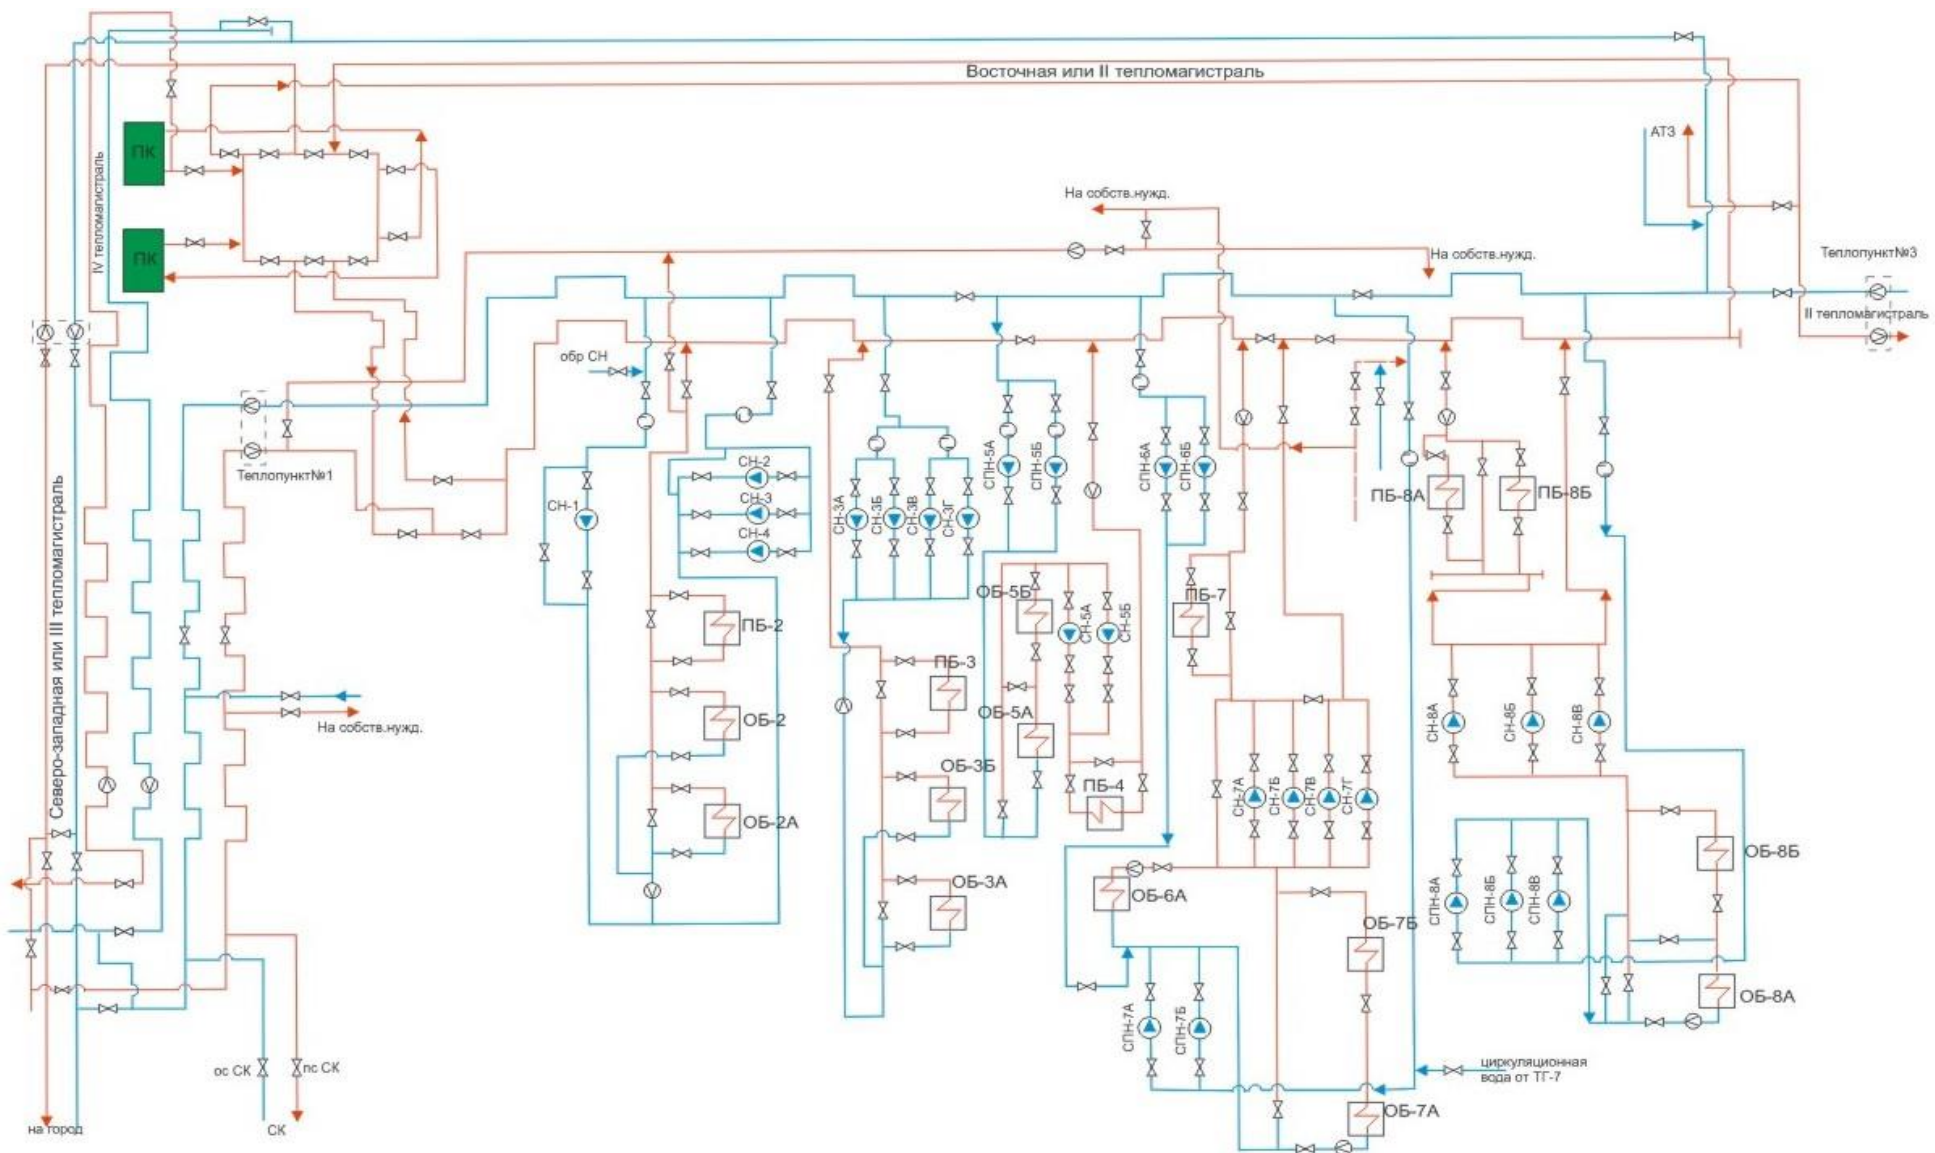 Восточная или II тепломагистраль
ПК
IV тепломагистраль
АТЗ
На собств.нужд.
ПК
На собств.нужд.
Теплопункт№3
II тепломагистраль
обр СН
Теплопункт№1
СН-1
СН-2
СН-3
СН-4
СН-3А
СН-3Б
СН-3В
СН-3Г
СПН-5А
СПН-5Б
СПН-6А
СПН-6Б
ПБ-8А
ПБ-8Б
Северо-западная или III тепломагистраль
ПБ-2
ОБ-5Б
СН-5А
СН-5Б
ПБ-7
ПБ-3
На собств.нужд.
ОБ-2
ОБ-5А
СН-8А
СН-8Б
СН-8В
ОБ-3Б
ПБ-4
СН-7А
СН-7Б
СН-7В
СН-7Г
ОБ-2А
ОБ-8Б
ОБ-3А
ОБ-6А
СПН-8А
СПН-8Б
СПН-8В
ОБ-7Б
ОБ-8А
СПН-7А
СПН-7Б
ос СК
пс СК
циркуляционная
вода от ТГ-7
ОБ-7А
на город
СК